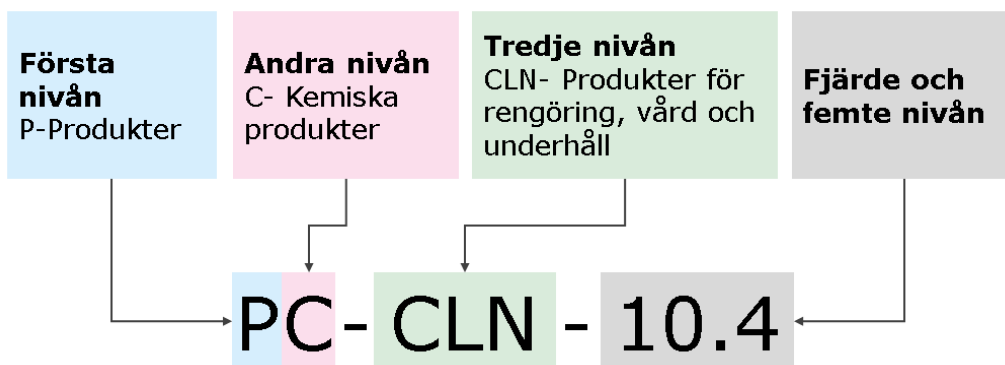 Första
nivån
P-Produkter
Andra nivån
C- Kemiska
produkter
Tredje nivån
CLN- Produkter för
rengöring, vård och
underhåll
Fjärde och
femte nivån
PC - CLN - 10.4